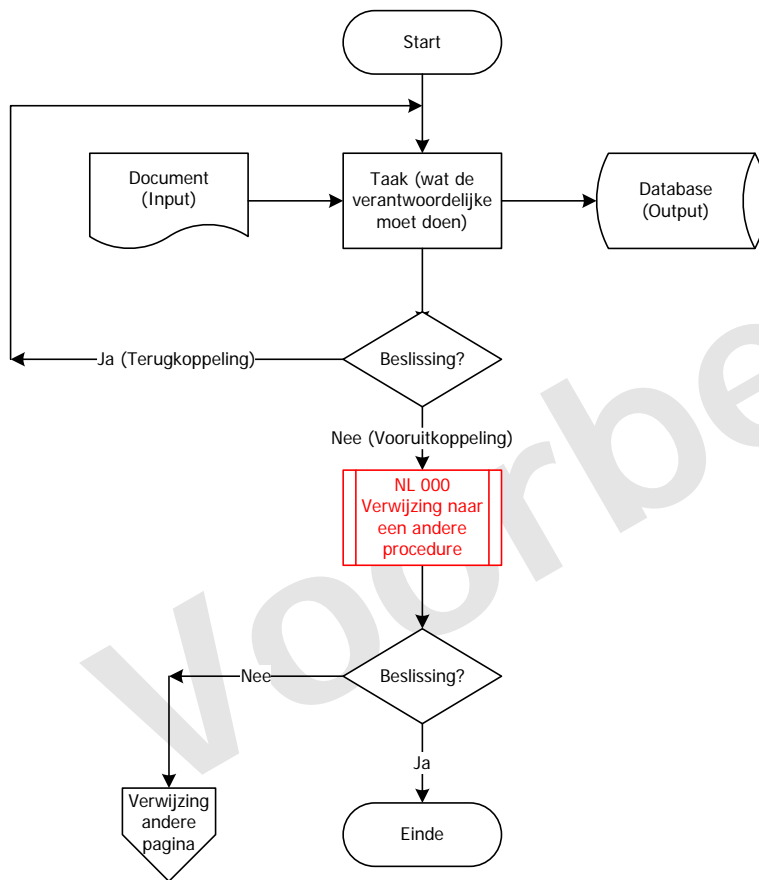 Start
Document
(Input)
Taak (wat de
verantwoordelijke
moet doen)
Database
(Output)
Ja (Terugkoppeling)
Beslissing?
Nee (Vooruitkoppeling)
NL 000
Verwijzing naar
een andere
procedure
Nee
Beslissing?
Ja
Verwijzing
andere
pagina
Einde
Voorbe